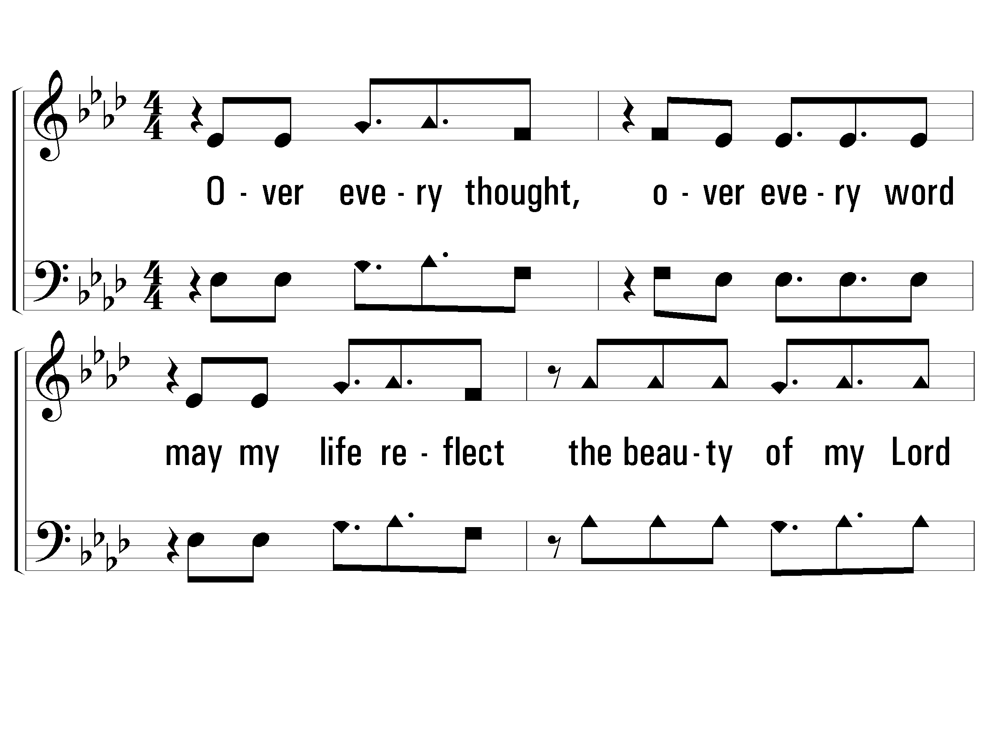 O - ver eve - ry thought, o - ver eve - ry word
may my life re - flect the beau - ty of my Lord